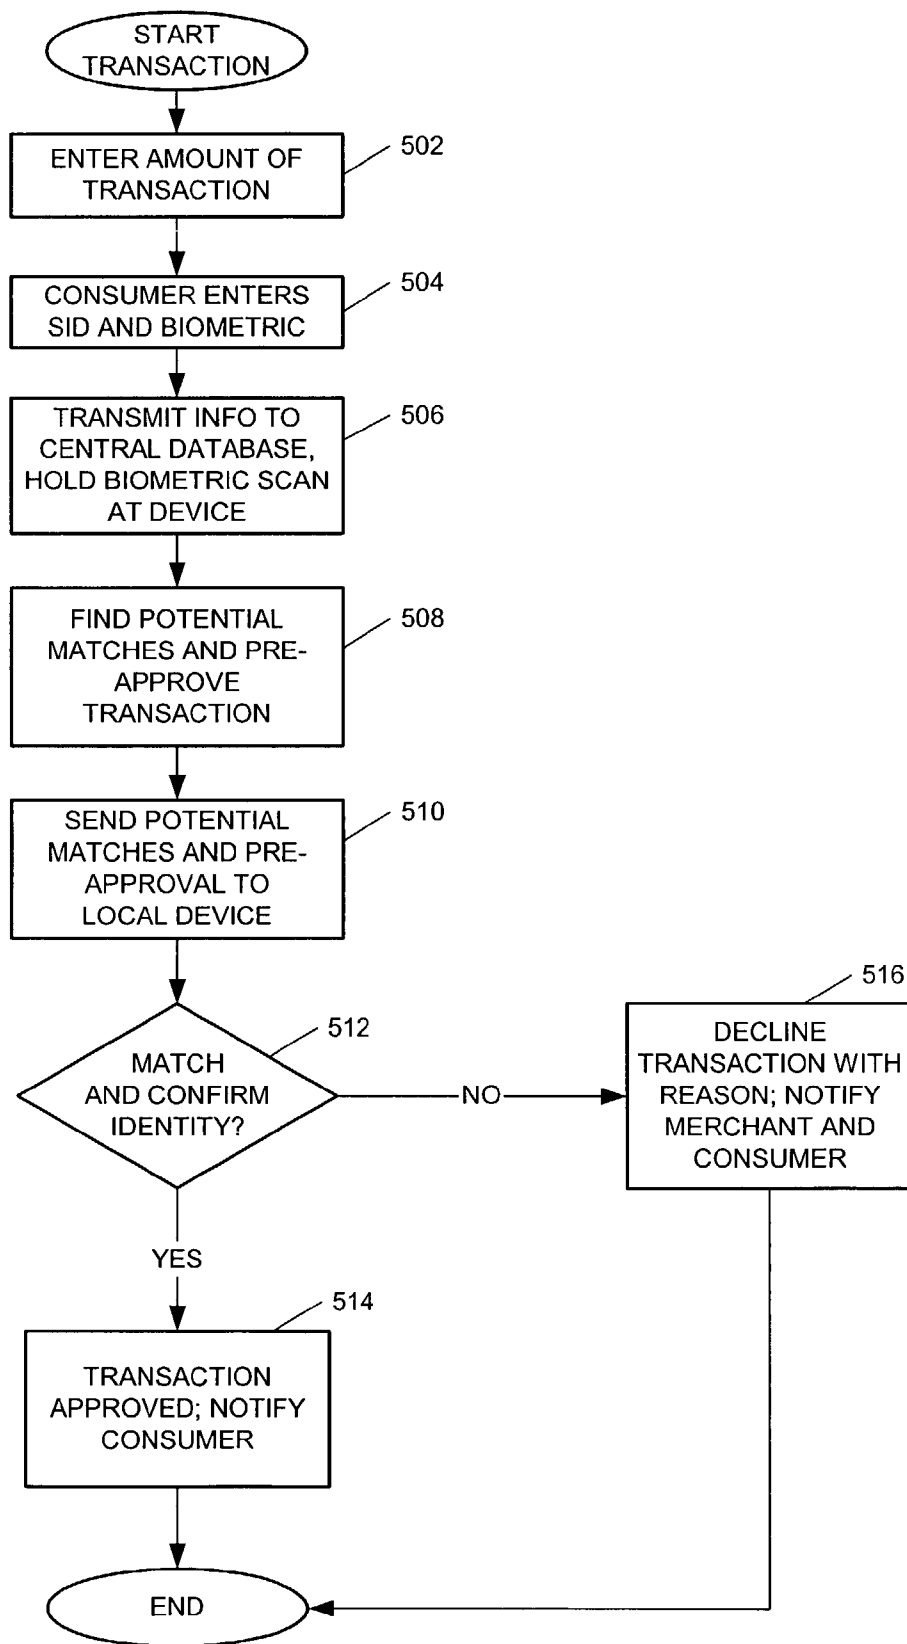 START
TRANSACTION
ENTER AMOUNT OF
TRANSACTION
502
CONSUMER ENTERS
SID AND BIOMETRIC
504
TRANSMIT INFO TO
CENTRAL DATABASE,
HOLD BIOMETRIC SCAN
AT DEVICE
506
FIND POTENTIAL
MATCHES AND PRE-
APPROVE
TRANSACTION
508
SEND POTENTIAL
MATCHES AND PRE-
APPROVAL TO
LOCAL DEVICE
510
MATCH
AND CONFIRM
IDENTITY?
512
NO
516
DECLINE
TRANSACTION WITH
REASON; NOTIFY
MERCHANT AND
CONSUMER
YES
514
TRANSACTION
APPROVED; NOTIFY
CONSUMER
END